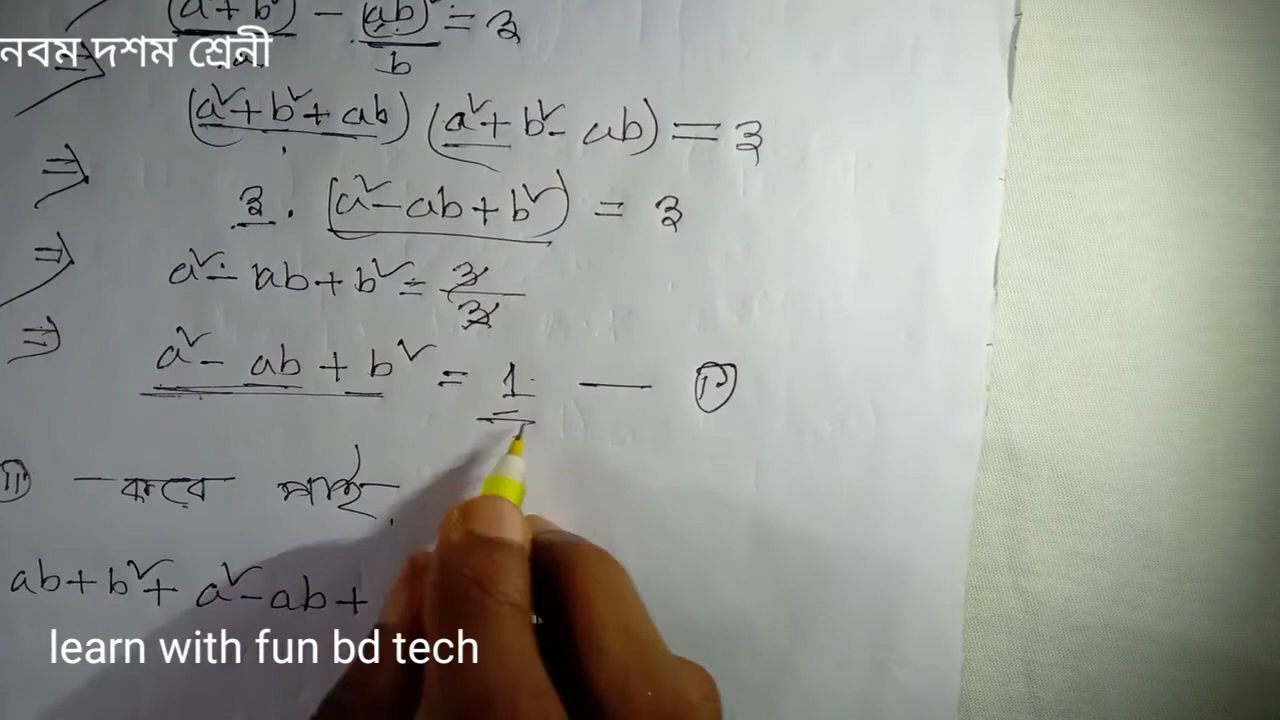 (a² + b²) - (ab)² = 3
a b
নবম দশম শ্রেনী
⇒ (a² + b² + ab) (a² + b² - ab) = 3
⇒ 3 . (a² - ab + b²) = 3
⇒ a² - ab + b² = 3/3
⇒ a² - ab + b² = 1 — (ii)
(ii) করে পাই,
ab + b² + a² - ab +
learn with fun bd tech